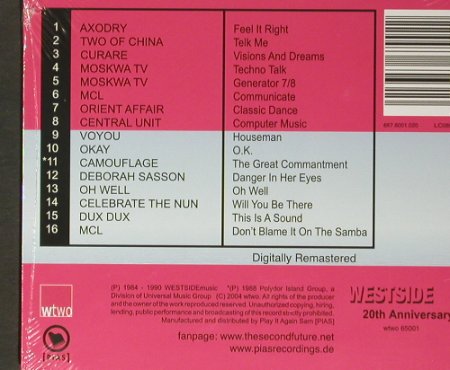 1 AXODRY Feel It Right
2 TWO OF CHINA Telk Me
3 CURARE Visions And Dreams
4 MOSKWA TV Techno Talk
5 MOSKWA TV Generator 7/8
6 MCL Communicate
7 ORIENT AFFAIR Classic Dance
8 CENTRAL UNIT Computer Music
9 VOYOU Houseman
10 OKAY O.K.
*11 CAMOUFLAGE The Great Commantment
12 DEBORAH SASSON Danger In Her Eyes
13 OH WELL Oh Well
14 CELEBRATE THE NUN Will You Be There
15 DUX DUX This Is A Sound
16 MCL Don't Blame It On The Samba
Digitally Remastered
wtwo
[PIAS]
(P) 1984 - 1990 WESTSIDEmusic *(P) 1988 Polydor Island Group, a
Division of Universal Music Group (C) 2004 wtwo. All rights of the producer
and the owner of the work reproduced reserved. Unauthorized copying, hiring,
lending, public performance and broadcasting of this record strictly prohibited.
Manufactured and distributed by Play It Again Sam [PIAS]
fanpage: www.thesecondfuture.net
www.piasrecordings.de
WESTSIDE
20th Anniversary
wtwo 65001